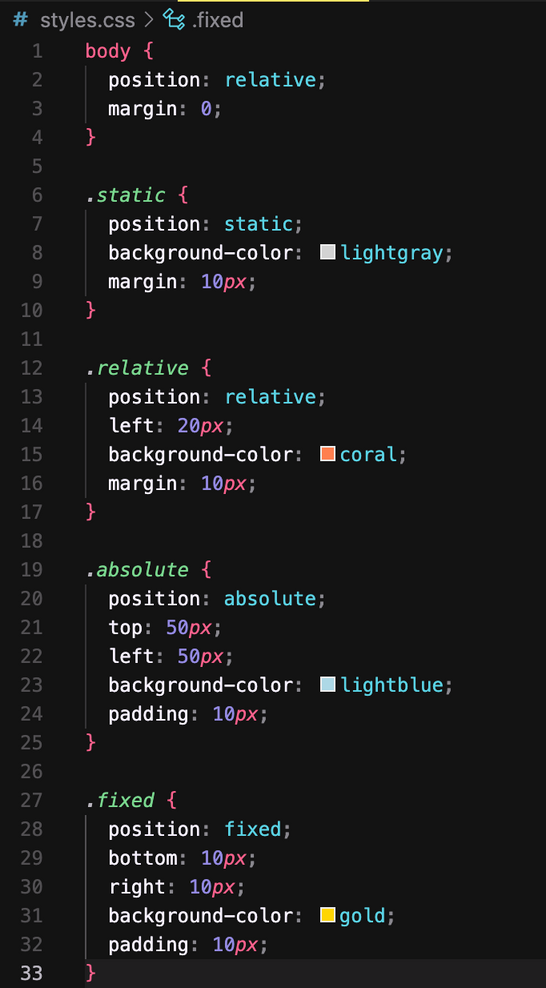 # styles.css > .fixed
1 body {
2   position: relative;
3   margin: 0;
4 }
5
6 .static {
7   position: static;
8   background-color: lightgray;
9   margin: 10px;
10 }
11
12 .relative {
13   position: relative;
14   left: 20px;
15   background-color: coral;
16   margin: 10px;
17 }
18
19 .absolute {
20   position: absolute;
21   top: 50px;
22   left: 50px;
23   background-color: lightblue;
24   padding: 10px;
25 }
26
27 .fixed {
28   position: fixed;
29   bottom: 10px;
30   right: 10px;
31   background-color: gold;
32   padding: 10px;
33 }